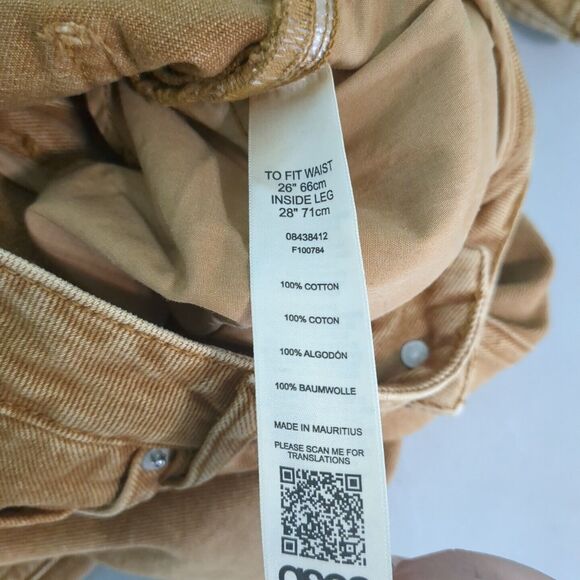 TO FIT WAIST
26" 66cm
INSIDE LEG
28" 71cm
08438412
F100784
100% COTTON
100% COTON
100% ALGODÓN
100% BAUMWOLLE
MADE IN MAURITIUS
PLEASE SCAN ME FOR
TRANSLATIONS